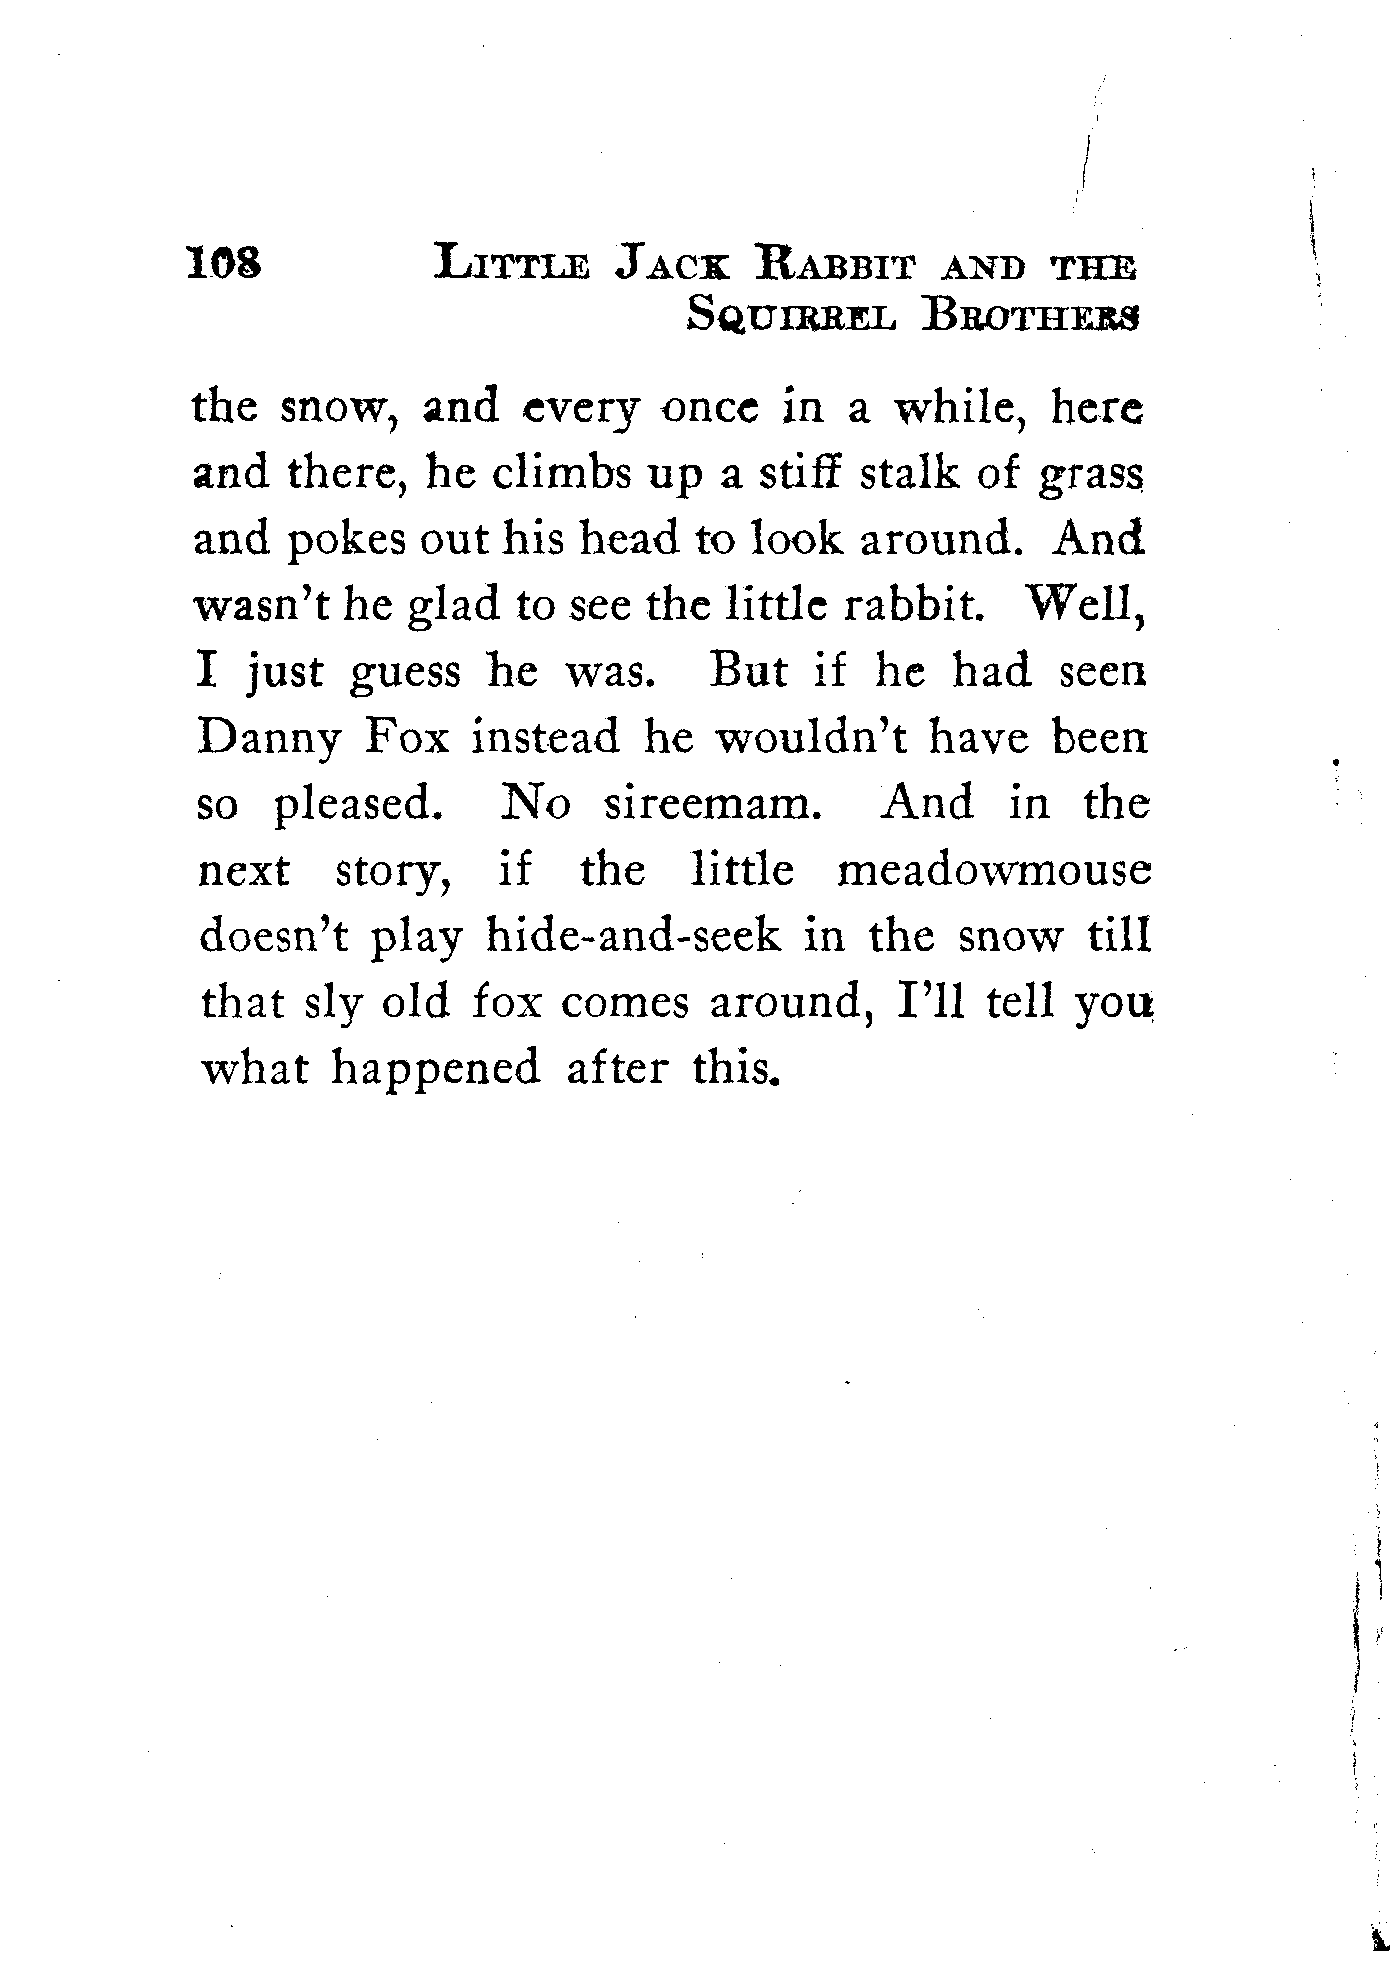 108 LITTLE JACK RABBIT AND THE
SQUIRREL BROTHERS
the snow, and every once in a while, here
and there, he climbs up a stiff stalk of grass
and pokes out his head to look around. And
wasn't he glad to see the little rabbit. Well,
I just guess he was. But if he had seen
Danny Fox instead he wouldn't have been
so pleased. No sireemam. And in the
next story, if the little meadowmouse
doesn't play hide-and-seek in the snow till
that sly old fox comes around, I'll tell you
what happened after this.